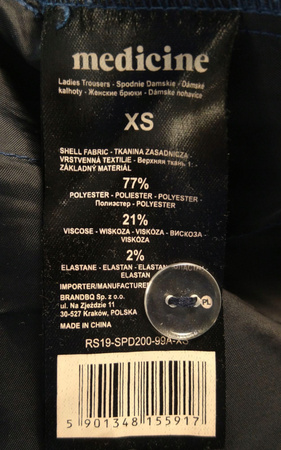 medicine
Ladies Trousers - Spodnie Damskie - Dámské
kalhoty - Женские брюки - Dámske nohavice
XS
SHELL FABRIC - TKANINA ZASADNICZA
VRSTVENNÁ TEXTILIE - Верхняя ткань 1:
ZÁKLADNÝ MATERIÁL
77%
POLYESTER - POLIESTER - POLYESTER -
Полиэстер - POLYESTER
21%
VISCOSE - WISKOZA - VISKÓZA - ВИСКОЗА -
VISKÓZA
2%
ELASTANE - ELASTAN - ELASTAN
ELASTAN
IMPORTER/MANUFACTURER
BRANDBQ Sp. z o.o.
ul. Na Zjeździe 11
30-527 Kraków, POLSKA
PL
MADE IN CHINA
RS19-SPD200-99A-XS
5 901348 155917